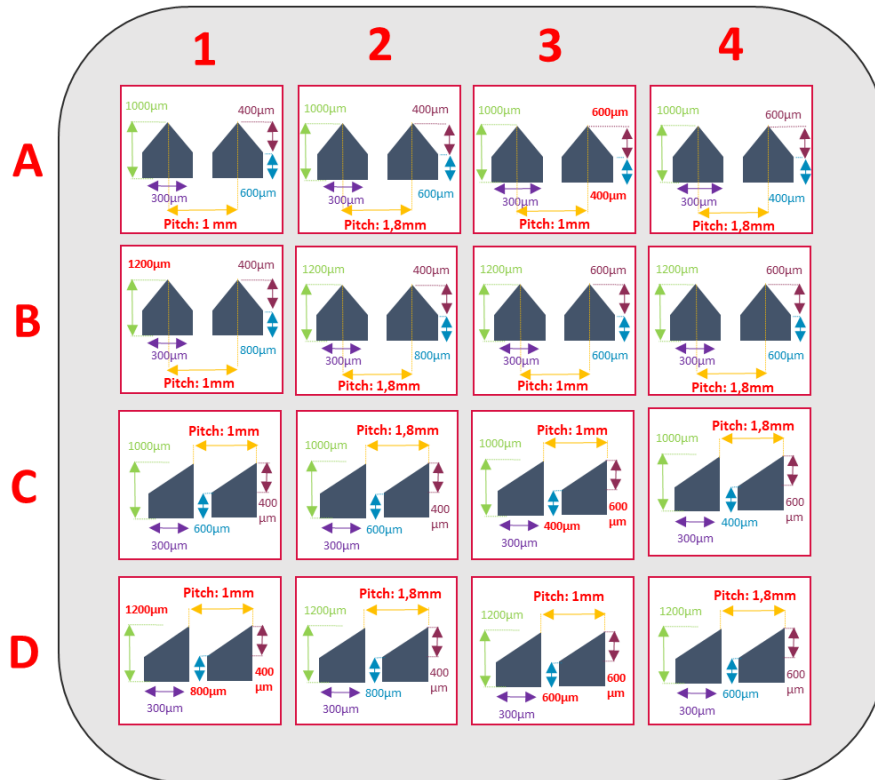 1 2 3 4
A
1000µm 400µm
300µm 600µm
Pitch: 1 mm
1000µm 400µm
300µm 600µm
Pitch: 1,8mm
1000µm 600µm
300µm 400µm
Pitch: 1mm
1000µm 600µm
300µm 400µm
Pitch: 1,8mm
B
1200µm 400µm
300µm 800µm
Pitch: 1mm
1200µm 400µm
300µm 800µm
Pitch: 1,8mm
1200µm 600µm
300µm 600µm
Pitch: 1mm
1200µm 600µm
300µm 600µm
Pitch: 1,8mm
C
Pitch: 1mm
1000µm
400
µm
600µm
300µm
Pitch: 1,8mm
1000µm
400
µm
600µm
300µm
Pitch: 1mm
1000µm
600
µm
400µm
300µm
Pitch: 1,8mm
1000µm
600
µm
400µm
300µm
D
Pitch: 1mm
1200µm
400
µm
800µm
300µm
Pitch: 1,8mm
1200µm
400
µm
800µm
300µm
Pitch: 1mm
1200µm
600
µm
600µm
300µm
Pitch: 1,8mm
1200µm
600
µm
600µm
300µm